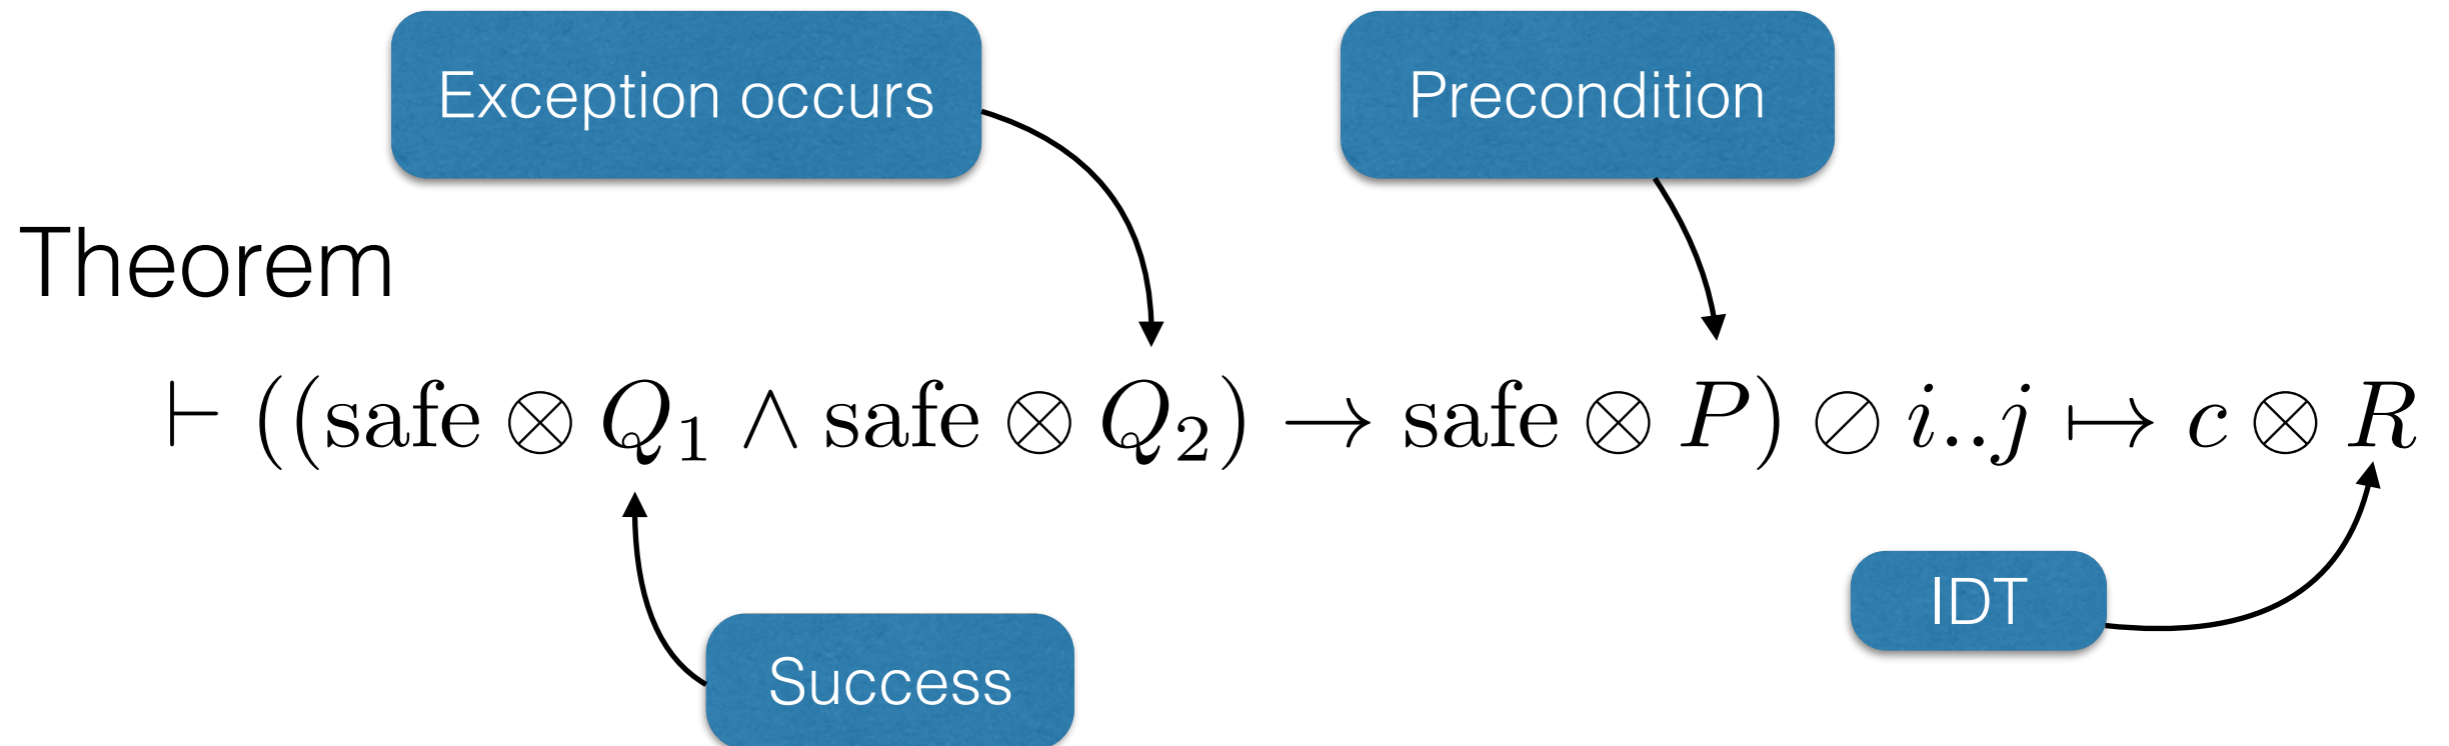 Exception occurs
Precondition
Theorem
⊢ ((safe ⊗ Q₁ ∧ safe ⊗ Q₂) → safe ⊗ P) ⊘ i..j ↦ c ⊗ R
IDT
Success